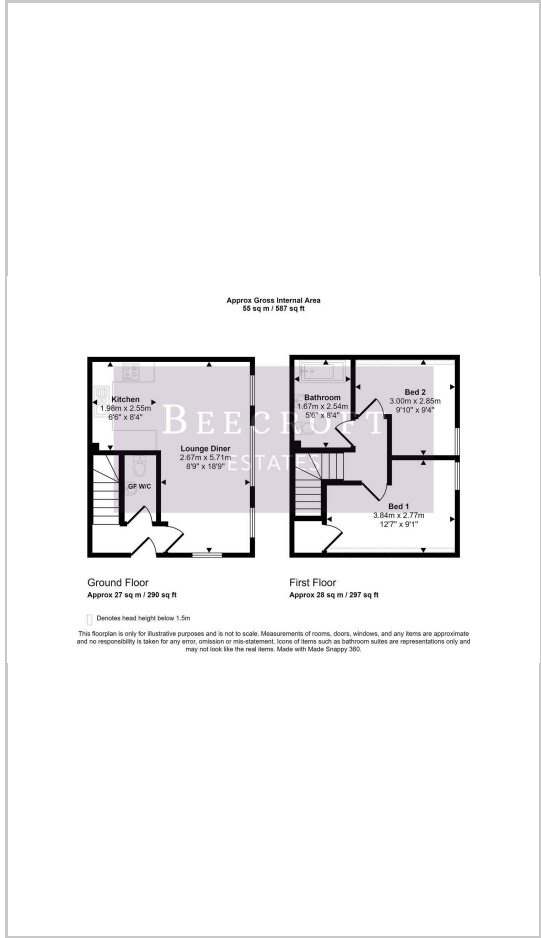 Approx Gross Internal Area
55 sq m / 587 sq ft
Kitchen
1.98m x 2.55m
6'6" x 8'4"
Lounge Diner
2.67m x 5.71m
8'9" x 18'9"
GF W/C
Bathroom
1.67m x 2.54m
5'6" x 8'4"
Bed 2
3.00m x 2.85m
9'10" x 9'4"
Bed 1
3.84m x 2.77m
12'7" x 9'1"
BEECROFT
ESTATES
Ground Floor
Approx 27 sq m / 290 sq ft
First Floor
Approx 28 sq m / 297 sq ft
Denotes head height below 1.5m
This floorplan is only for illustrative purposes and is not to scale. Measurements of rooms, doors, windows, and any items are approximate
and no responsibility is taken for any error, omission or mis-statement. Icons of items such as bathroom suites are representations only and
may not look like the real items. Made with Made Snappy 360.